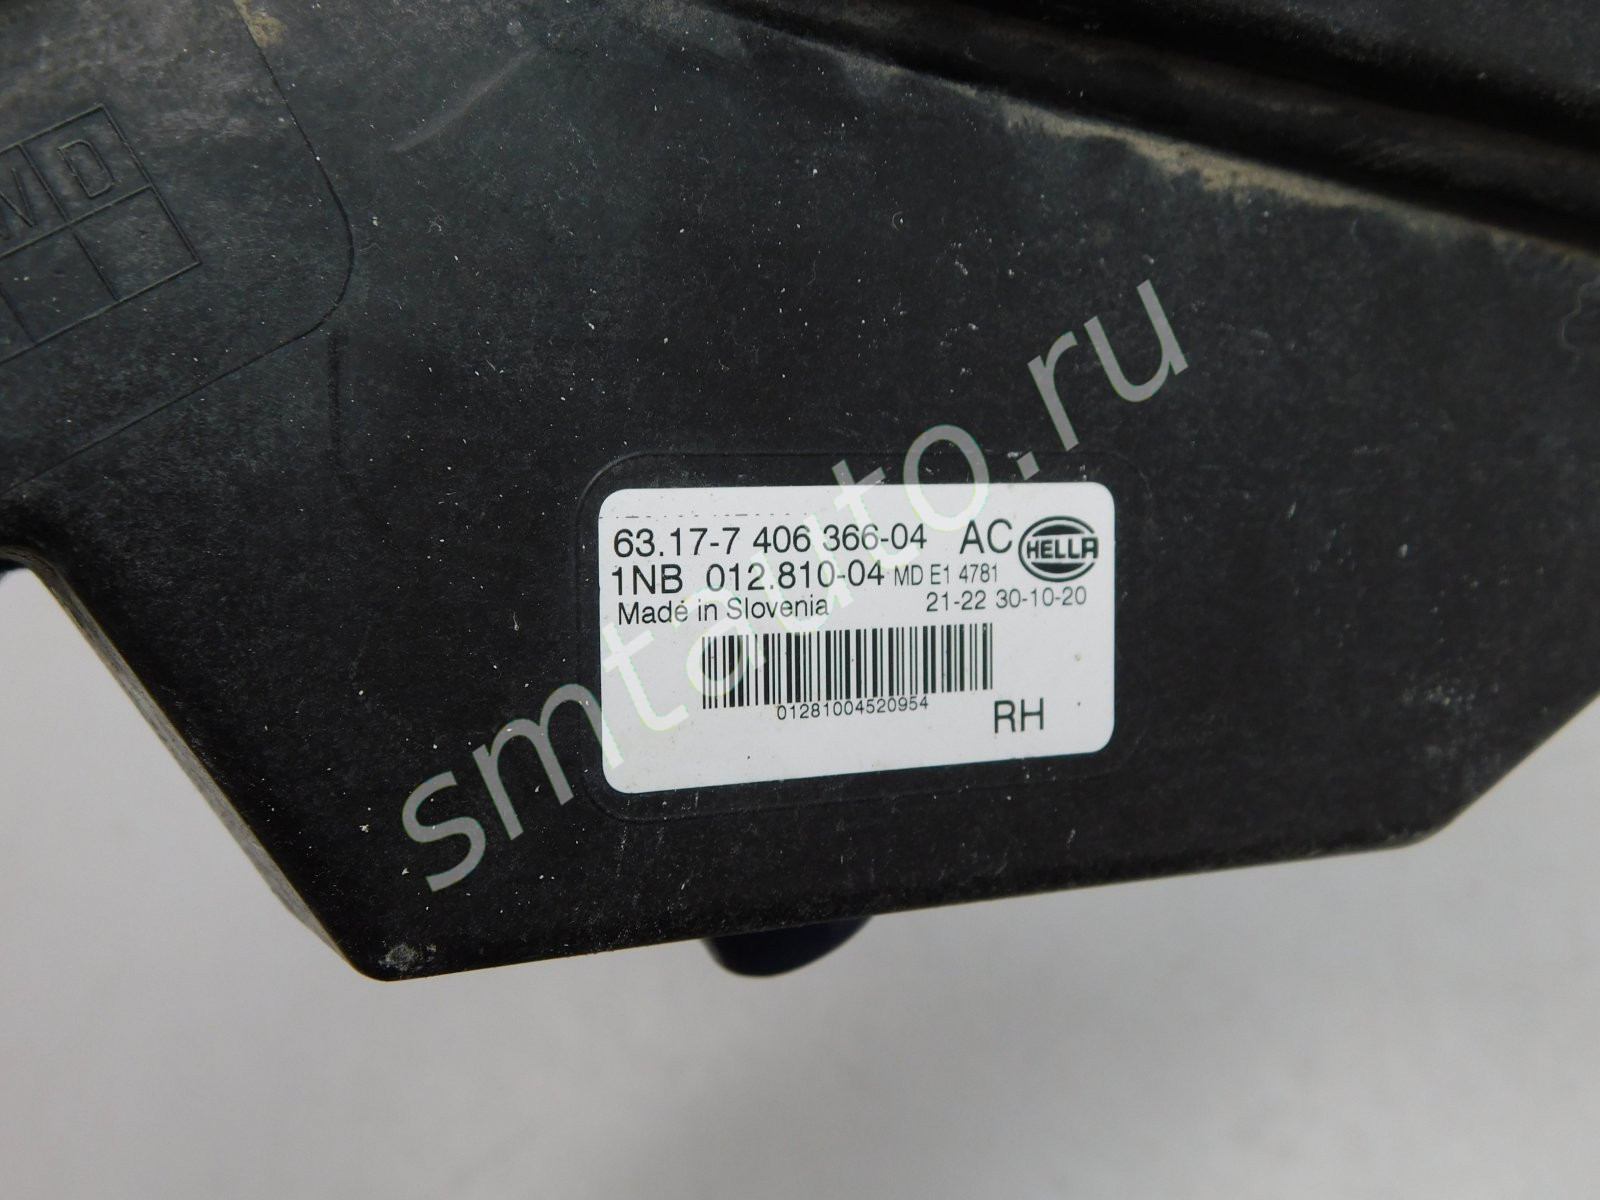 MD
63.17-7 406 366-04 AC HELLA
1NB 012.810-04 MD E1 4781
Made in Slovenia 21-22 30-10-20
01281004520954
RH
smtauto.ru